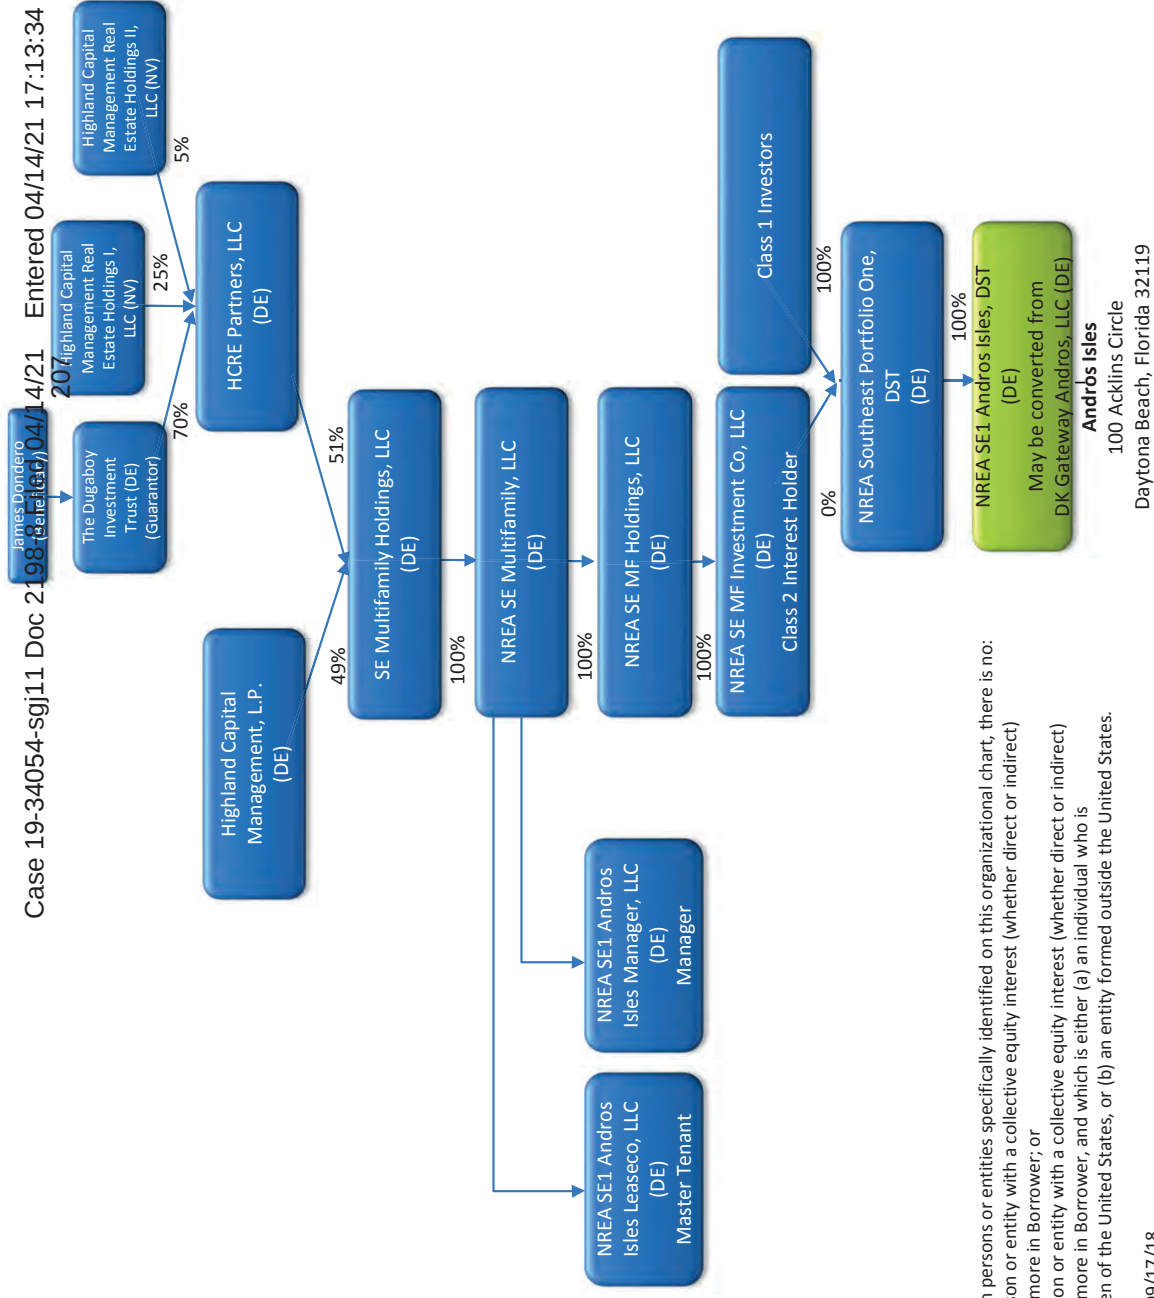 Case 19-34054-sgj11 Doc 2198-8 Filed 04/14/21 Entered 04/14/21 17:13:34
207
James Dondero
The Dugaboy
Investment
Trust (DE)
(Guarantor)
Highland Capital
Management Real
Estate Holdings I,
LLC (NV)
Highland Capital
Management Real
Estate Holdings II,
LLC (NV)
70%
25%
5%
Highland Capital
Management, L.P.
(DE)
HCRE Partners, LLC
(DE)
49%
51%
SE Multifamily Holdings, LLC
(DE)
100%
NREA SE Multifamily, LLC
(DE)
100%
NREA SE MF Holdings, LLC
(DE)
100%
NREA SE1 Andros
Isles Leaseco, LLC
(DE)
Master Tenant
NREA SE1 Andros
Isles Manager, LLC
(DE)
Manager
NREA SE MF Investment Co, LLC
(DE)
Class 2 Interest Holder
Class 1 Investors
0%
100%
NREA Southeast Portfolio One,
DST
(DE)
100%
NREA SE1 Andros Isles, DST
(DE)
May be converted from
DK Gateway Andros, LLC (DE)
Andros Isles
100 Acklins Circle
Daytona Beach, Florida 32119
persons or entities specifically identified on this organizational chart, there is no:
or entity with a collective equity interest (whether direct or indirect)
more in Borrower; or
or entity with a collective equity interest (whether direct or indirect)
more in Borrower, and which is either (a) an individual who is
of the United States, or (b) an entity formed outside the United States.